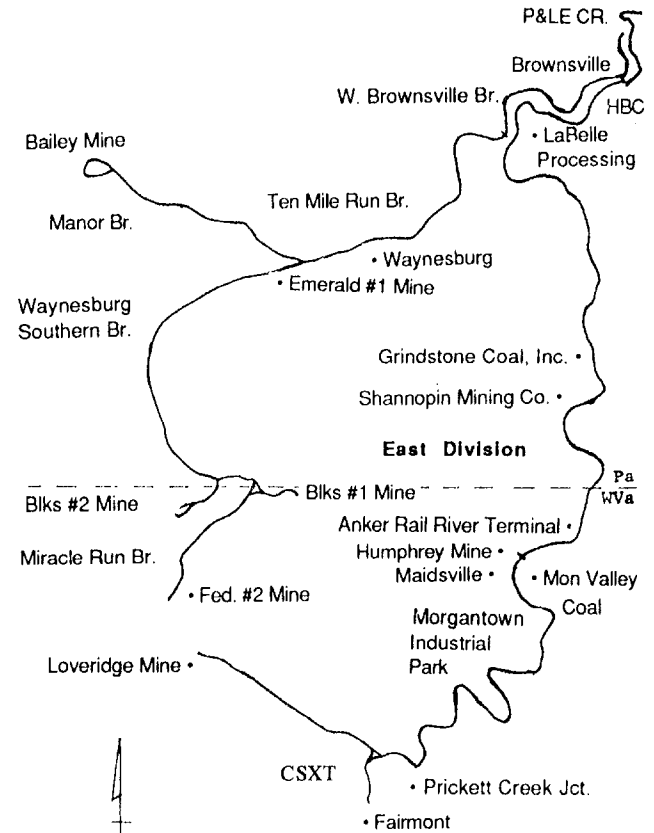 P&LE CR.
Brownsville
W. Brownsville Br.
HBC
• LaRelle
Processing
Bailey Mine
Ten Mile Run Br.
Manor Br.
• Waynesburg
• Emerald #1 Mine
Waynesburg
Southern Br.
Grindstone Coal, Inc. •
Shannopin Mining Co. •
East Division
Pa
WVa
Blks #1 Mine
Blks #2 Mine
Anker Rail River Terminal •
Humphrey Mine •
Maidsville •
• Mon Valley
Coal
Miracle Run Br.
• Fed. #2 Mine
Morgantown
Industrial
Park
Loveridge Mine •
CSXT
• Prickett Creek Jct.
• Fairmont